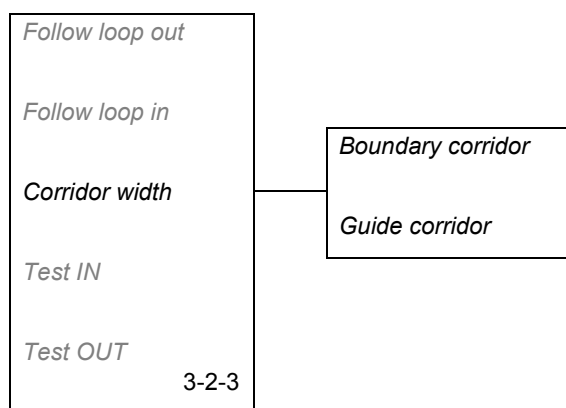 Follow loop out
Follow loop in
Corridor width
Test IN
Test OUT
3-2-3
Boundary corridor
Guide corridor